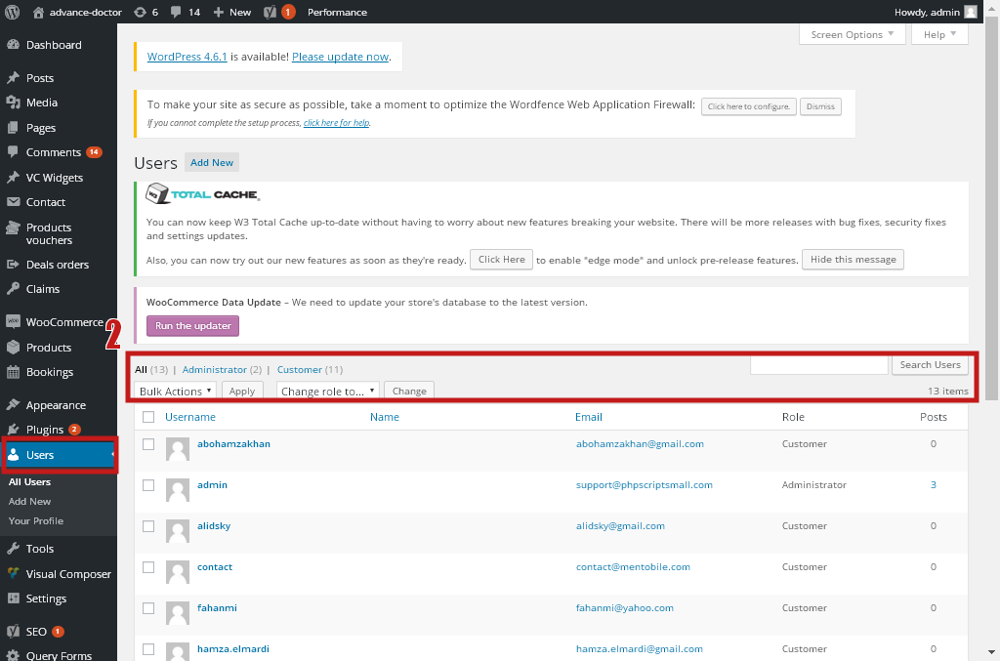 advance-doctor 6 14 New 1 Performance Howdy, admin
Screen Options Help
Dashboard
Posts
Media
Pages
Comments 14
VC Widgets
Contact
Products
vouchers
Deals orders
Claims
WooCommerce
Products
Bookings
Appearance
Plugins 2
Users
All Users
Add New
Your Profile
Tools
Visual Composer
Settings
SEO 1
Query Forms
2
WordPress 4.6.1 is available! Please update now.
To make your site as secure as possible, take a moment to optimize the Wordfence Web Application Firewall: Click here to configure. Dismiss
If you cannot complete the setup process, click here for help.
Users Add New
W3 TOTAL CACHE
You can now keep W3 Total Cache up-to-date without having to worry about new features breaking your website. There will be more releases with bug fixes, security fixes
and settings updates.
Also, you can now try out our new features as soon as they're ready. Click Here to enable "edge mode" and unlock pre-release features. Hide this message
WooCommerce Data Update – We need to update your store's database to the latest version.
Run the updater
All (13) | Administrator (2) | Customer (11) Search Users
Bulk Actions Apply Change role to... Change 13 items
Username Name Email Role Posts
abohamzakhan abohamzakhan@gmail.com Customer 0
admin support@phpscriptsmall.com Administrator 3
alidsky alidsky@gmail.com Customer 0
contact contact@mentobile.com Customer 0
fahanmi fahanmi@yahoo.com Customer 0
hamza.elmardi hamza.elmardi@gmail.com Customer 0